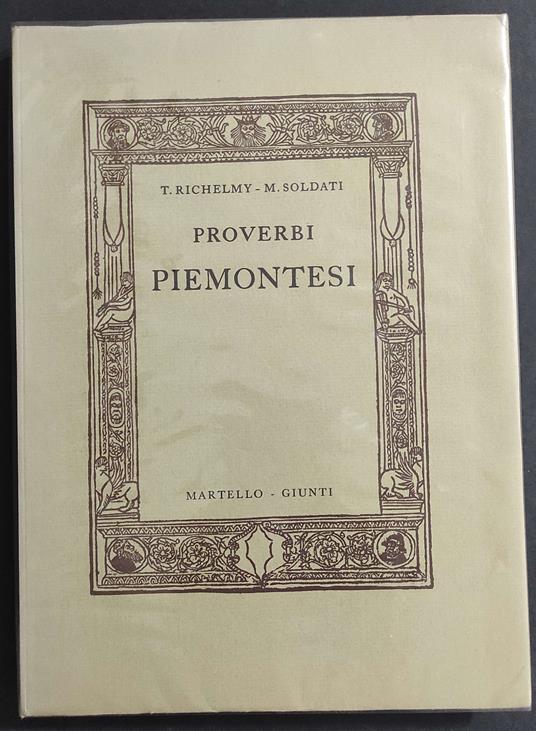 T. RICHELMY - M. SOLDATI
PROVERBI
PIEMONTESI
MARTELLO - GIUNTI